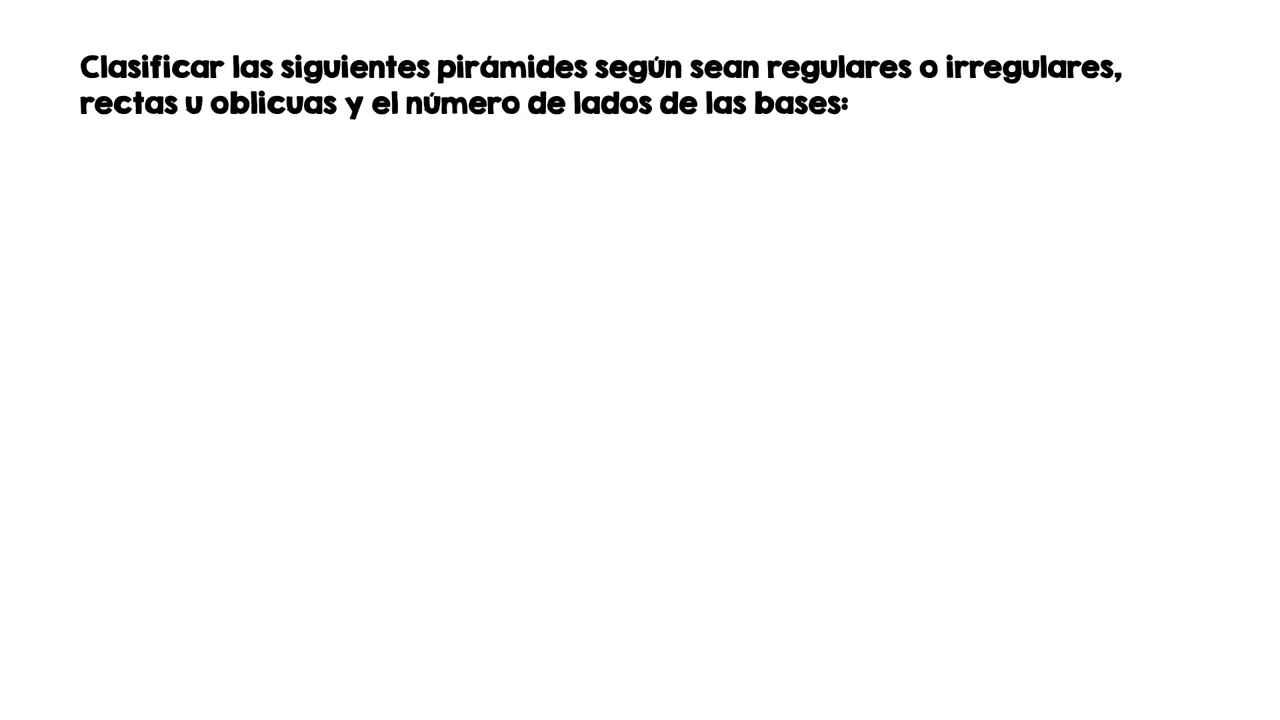 Clasificar las siguientes pirámides según sean regulares o irregulares,
rectas u oblicuas y el número de lados de las bases: